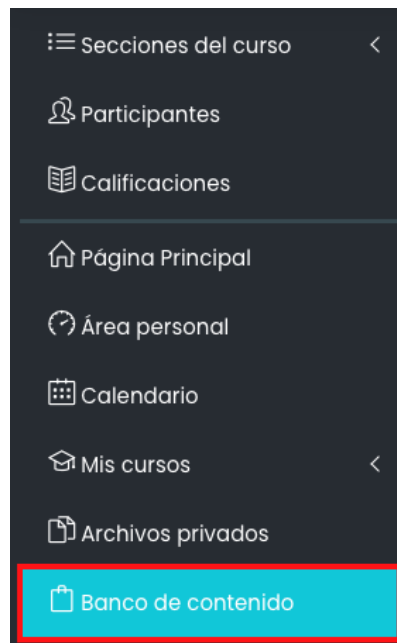 Secciones del curso
Participantes
Calificaciones
Página Principal
Área personal
Calendario
Mis cursos
Archivos privados
Banco de contenido